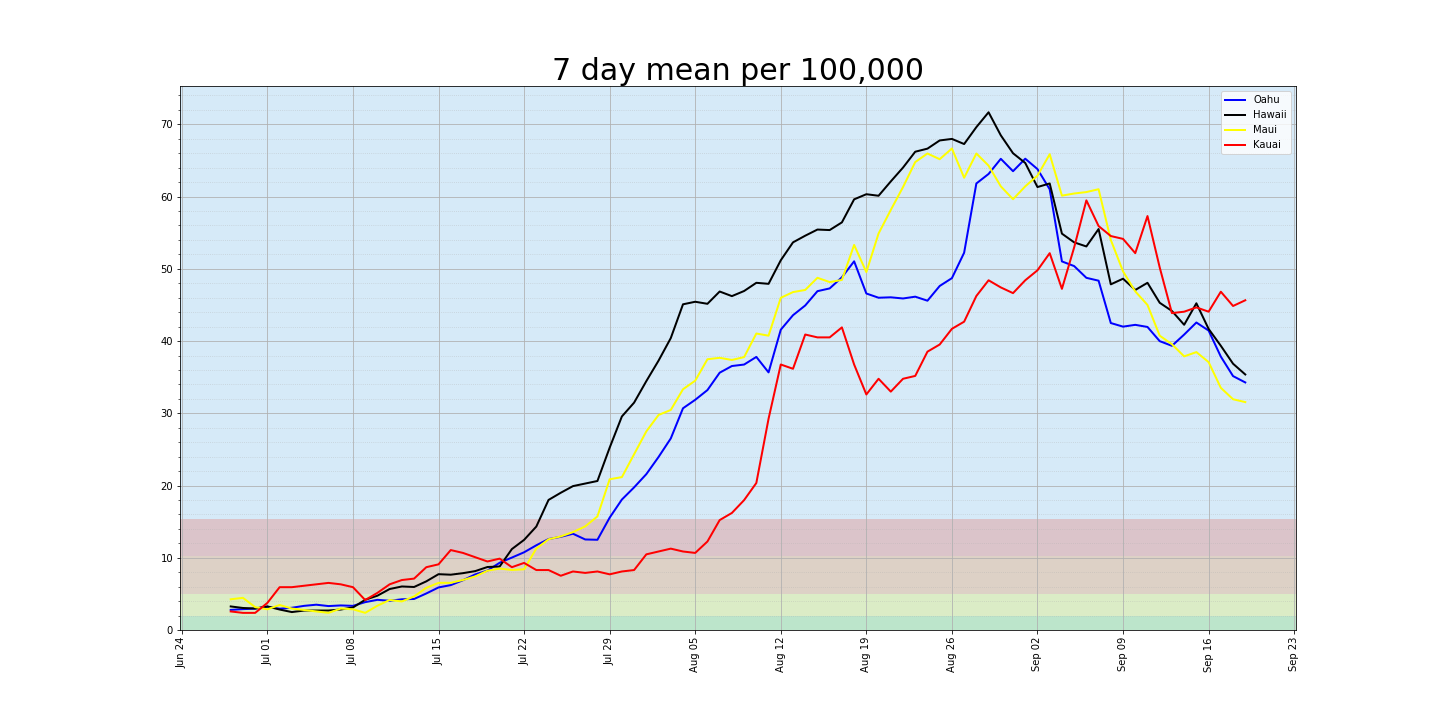 7 day mean per 100,000
Oahu
Hawaii
Maui
Kauai
70
60
50
40
30
20
10
0
Jun 24
Jul 01
Jul 08
Jul 15
Jul 22
Jul 29
Aug 05
Aug 12
Aug 19
Aug 26
Sep 02
Sep 09
Sep 16
Sep 23